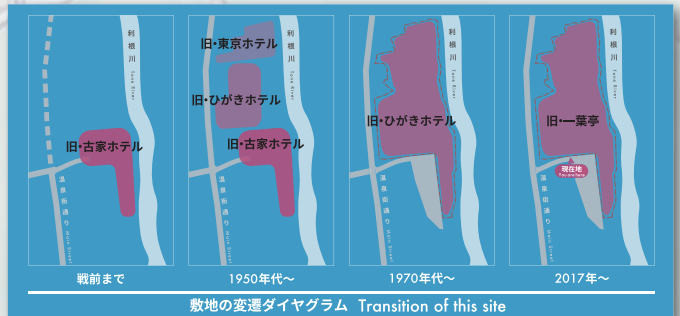 利根川
Tone River
旧・古家ホテル
温泉街通り
Main Street
戦前まで
旧・東京ホテル
利根川
Tone River
旧・ひがきホテル
旧・古家ホテル
温泉街通り
Main Street
1950年代〜
利根川
Tone River
旧・ひがきホテル
温泉街通り
Main Street
1970年代〜
利根川
Tone River
旧・一葉亭
現在地
You are here
温泉街通り
Main Street
2017年〜
敷地の変遷ダイヤグラム Transition of this site